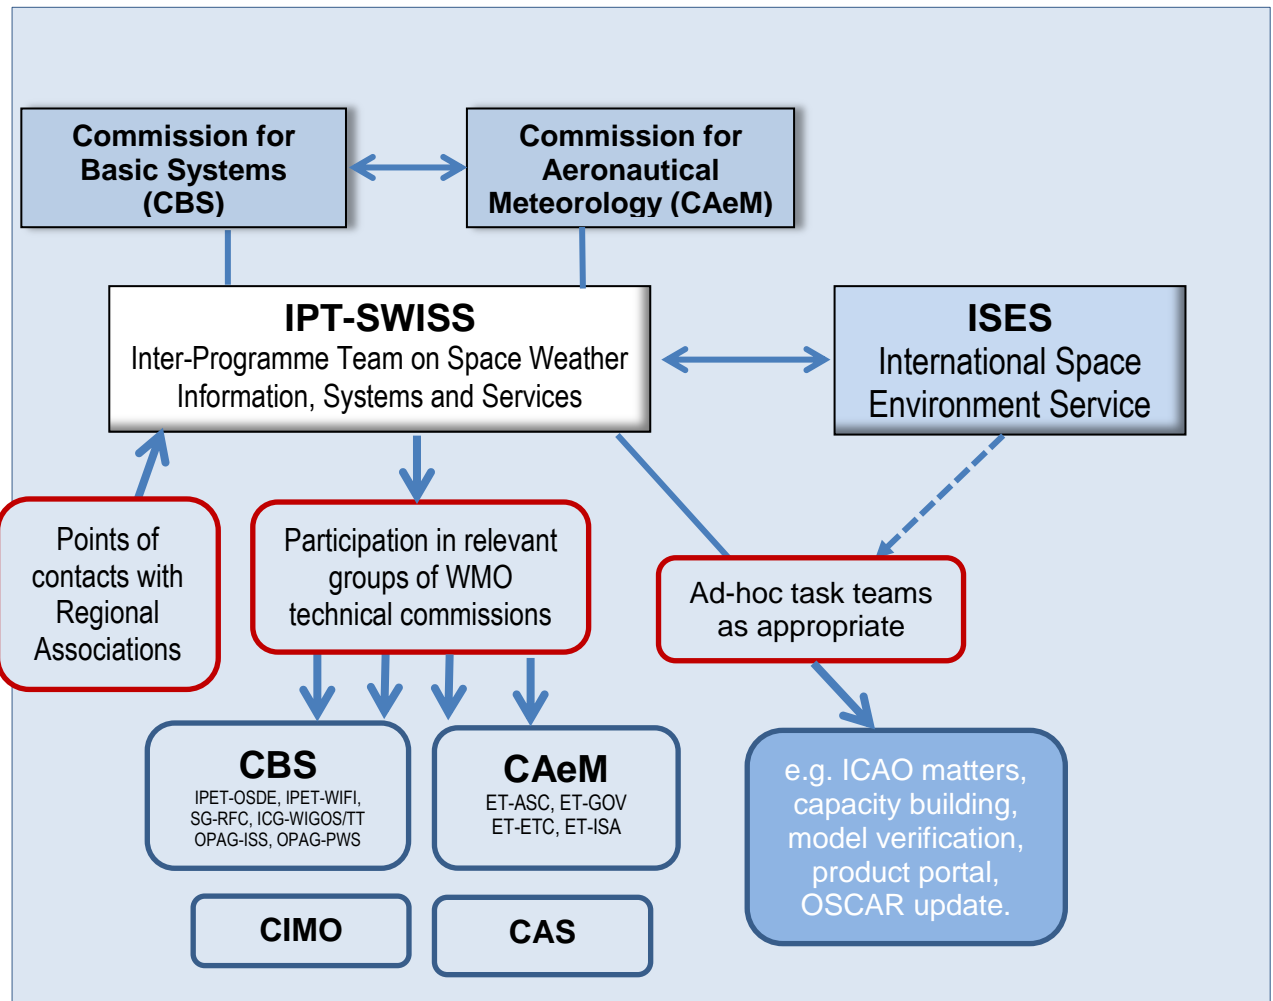 Commission for
Basic Systems
(CBS)
Commission for
Aeronautical
Meteorology (CAeM)
IPT-SWISS
Inter-Programme Team on Space Weather
Information, Systems and Services
ISES
International Space
Environment Service
Points of
contacts with
Regional
Associations
Participation in relevant
groups of WMO
technical commissions
Ad-hoc task teams
as appropriate
CBS
IPET-OSDE, IPET-WIFI,
SG-RFC, ICG-WIGOS/TT
OPAG-ISS, OPAG-PWS
CAeM
ET-ASC, ET-GOV
ET-ETC, ET-ISA
e.g. ICAO matters,
capacity building,
model verification,
product portal,
OSCAR update.
CIMO
CAS